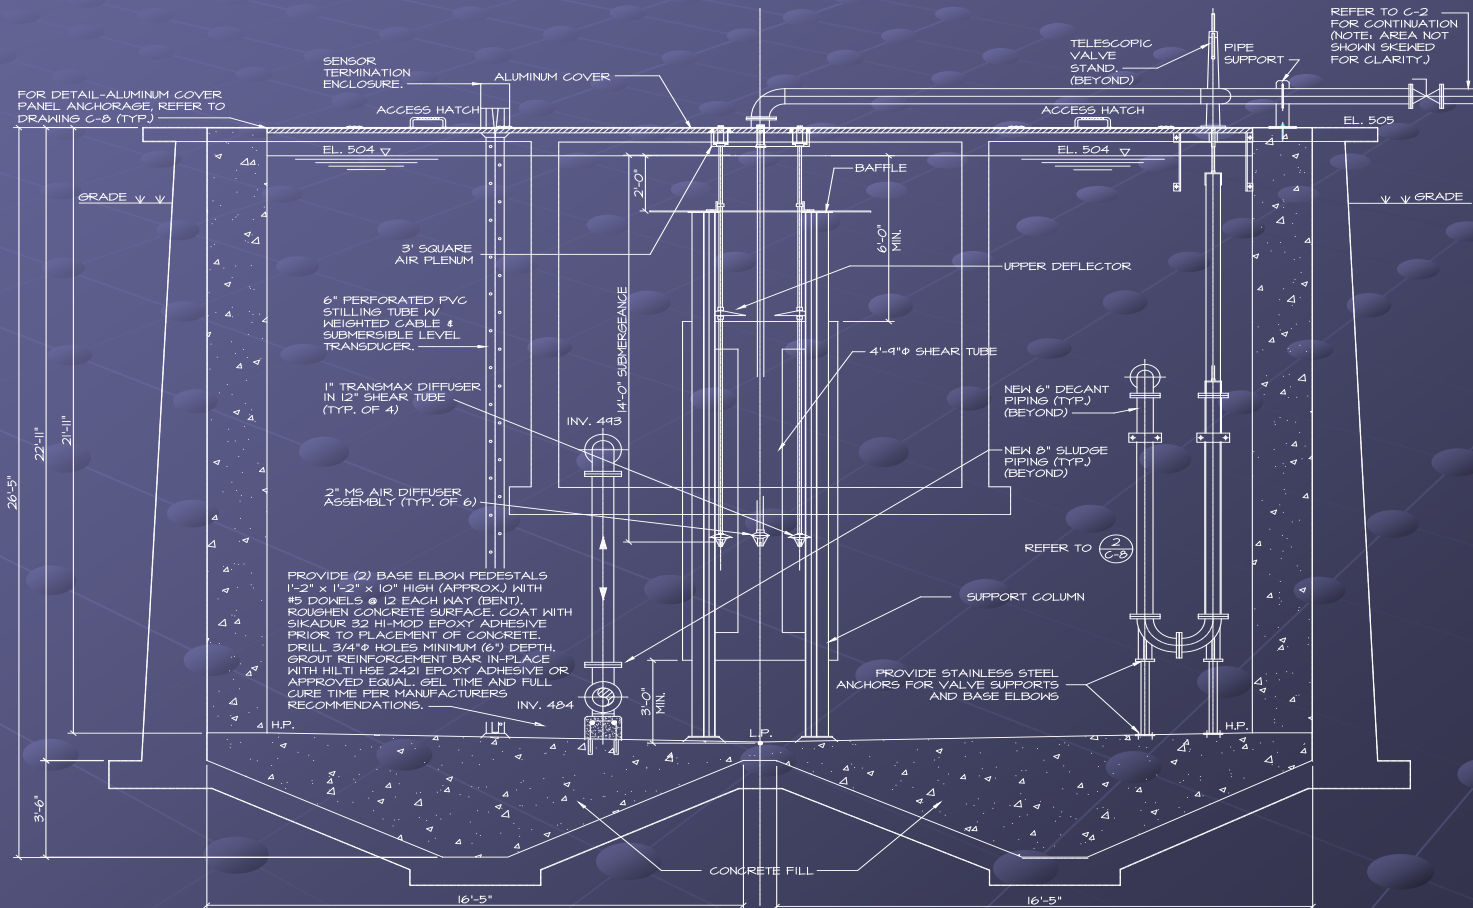 REFER TO C-2
FOR CONTINUATION
(NOTE: AREA NOT
SHOWN SKEWED
FOR CLARITY.)
TELESCOPIC
VALVE
STAND.
(BEYOND)
PIPE
SUPPORT
SENSOR
TERMINATION
ENCLOSURE.
ALUMINUM COVER
FOR DETAIL-ALUMINUM COVER
PANEL ANCHORAGE, REFER TO
DRAWING C-8 (TYP.)
ACCESS HATCH
ACCESS HATCH
EL. 505
EL. 504
EL. 504
BAFFLE
2'-0"
GRADE
GRADE
6'-0"
MIN.
3' SQUARE
AIR PLENUM
UPPER DEFLECTOR
6" PERFORATED PVC
STILLING TUBE W/
WEIGHTED CABLE &
SUBMERSIBLE LEVEL
TRANSDUCER.
14'-0" SUBMERGEANCE
4'-9"Φ SHEAR TUBE
1" TRANSMAX DIFFUSER
IN 12" SHEAR TUBE
(TYP. OF 4)
NEW 6" DECANT
PIPING (TYP.)
(BEYOND)
INV. 493
21'-11"
22'-11"
26'-5"
NEW 8" SLUDGE
PIPING (TYP.)
(BEYOND)
2" MS AIR DIFFUSER
ASSEMBLY (TYP. OF 6)
REFER TO
2
C-8
PROVIDE (2) BASE ELBOW PEDESTALS
1'-2" x 1'-2" x 10" HIGH (APPROX.) WITH
#5 DOWELS @ 12 EACH WAY (BENT).
ROUGHEN CONCRETE SURFACE. COAT WITH
SIKADUR 32 HI-MOD EPOXY ADHESIVE
PRIOR TO PLACEMENT OF CONCRETE.
DRILL 3/4"Φ HOLES MINIMUM (6") DEPTH.
GROUT REINFORCEMENT BAR IN-PLACE
WITH HILTI HSE 2421 EPOXY ADHESIVE OR
APPROVED EQUAL. GEL TIME AND FULL
CURE TIME PER MANUFACTURERS
RECOMMENDATIONS.
INV. 484
SUPPORT COLUMN
PROVIDE STAINLESS STEEL
ANCHORS FOR VALVE SUPPORTS
AND BASE ELBOWS
3'-0"
MIN.
H.P.
L.P.
H.P.
3'-6"
CONCRETE FILL
16'-5"
16'-5"